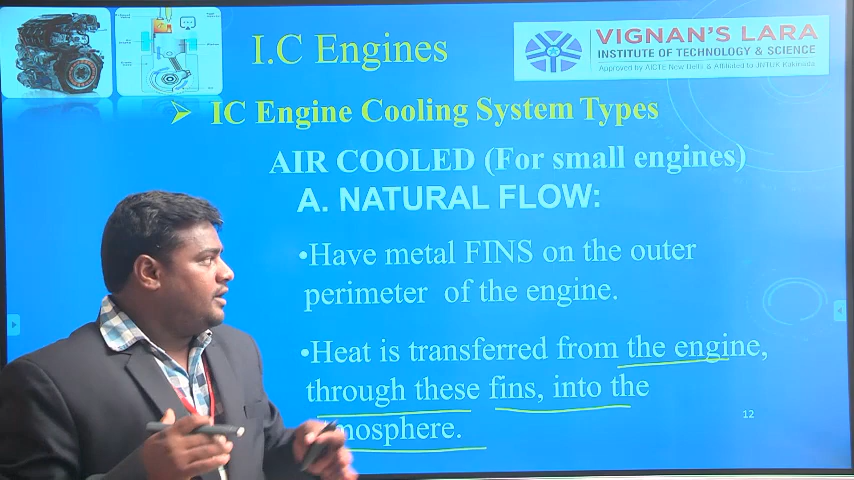 I.C Engines
VIGNAN'S LARA
INSTITUTE OF TECHNOLOGY & SCIENCE
Approved by AICTE New Delhi & Affiliated to JNTUK Kakinada
➤ IC Engine Cooling System Types
AIR COOLED (For small engines)
A. NATURAL FLOW:
•Have metal FINS on the outer
perimeter of the engine.
•Heat is transferred from the engine,
through these fins, into the
mosphere.
12